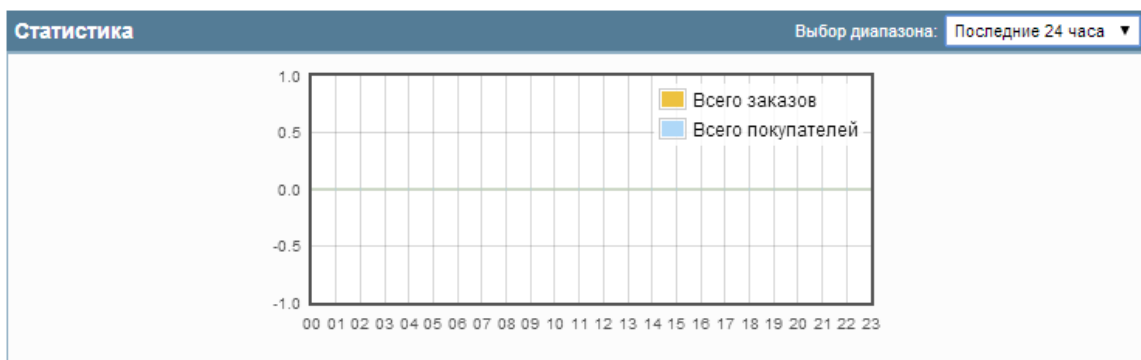 Статистика
Выбор диапазона: Последние 24 часа
1.0
Всего заказов
Всего покупателей
0.5
0.0
-0.5
-1.0
00 01 02 03 04 05 06 07 08 09 10 11 12 13 14 15 16 17 18 19 20 21 22 23